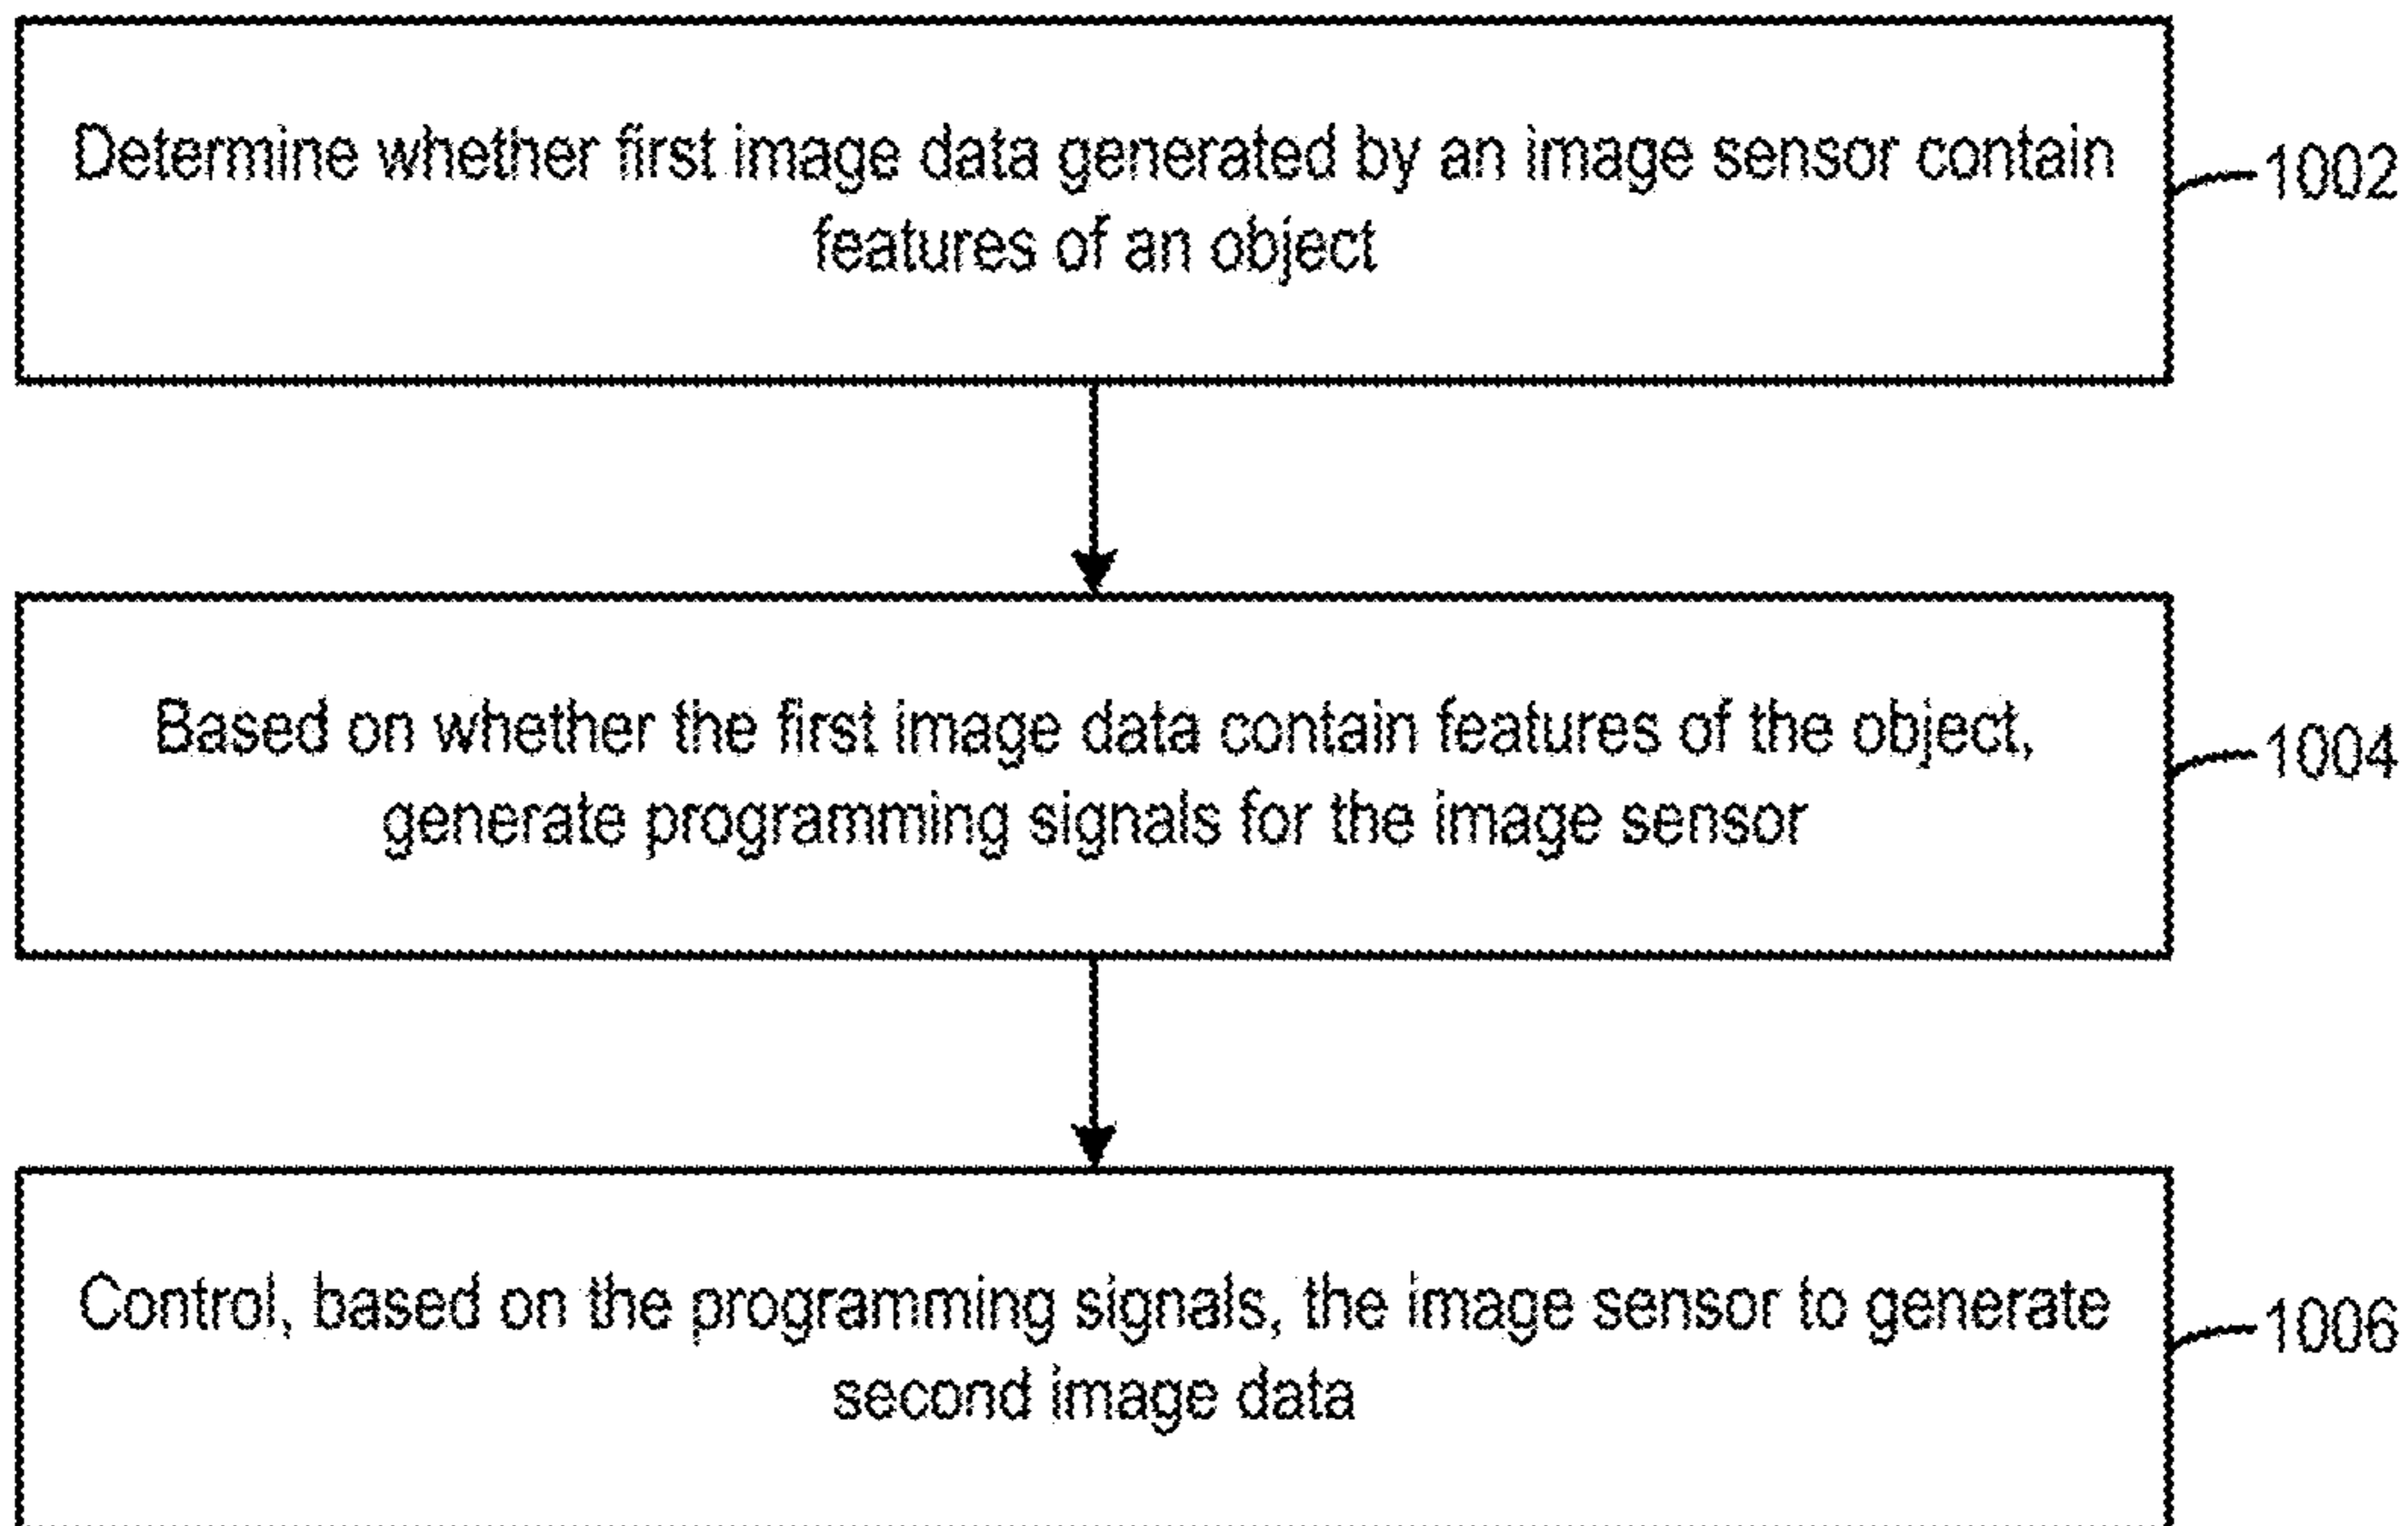 Determine whether first image data generated by an image sensor contain
features of an object
1002
Based on whether the first image data contain features of the object,
generate programming signals for the image sensor
1004
Control, based on the programming signals, the image sensor to generate
second image data
1006